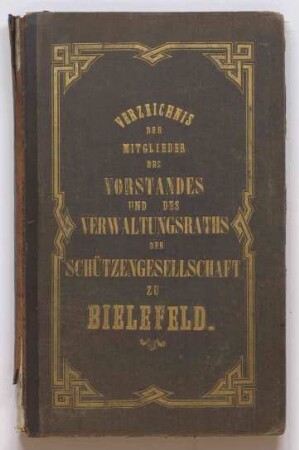 VERZEICHNIS
DER
MITGLIEDER
DES
VORSTANDES
UND DES
VERWALTUNGSRATHS
DER
SCHÜTZENGESELLSCHAFT
ZU
BIELEFELD.